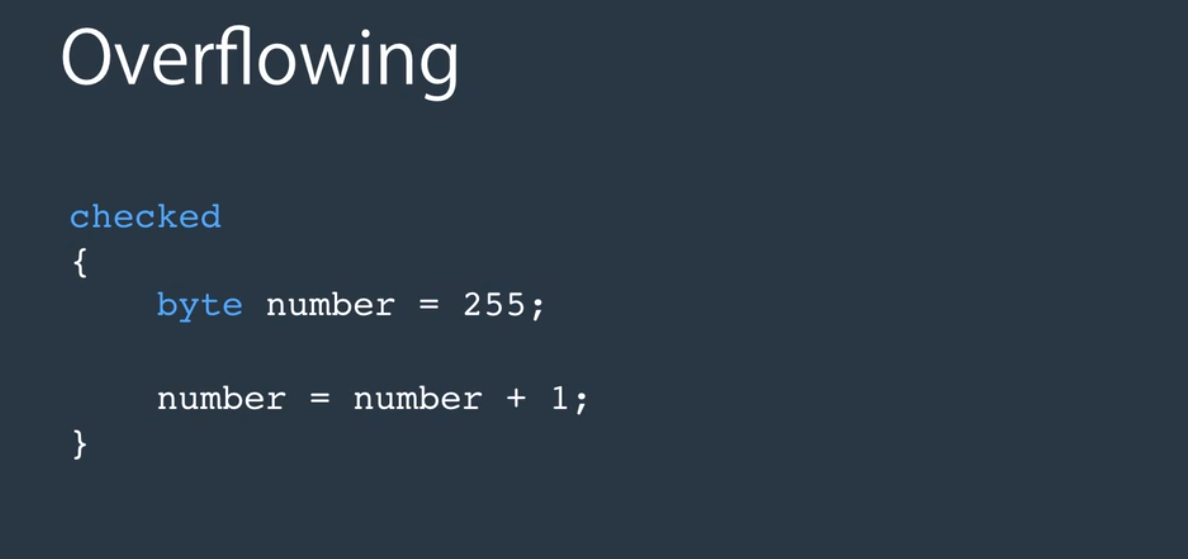 Overflowing
checked
{
byte number = 255;
number = number + 1;
}